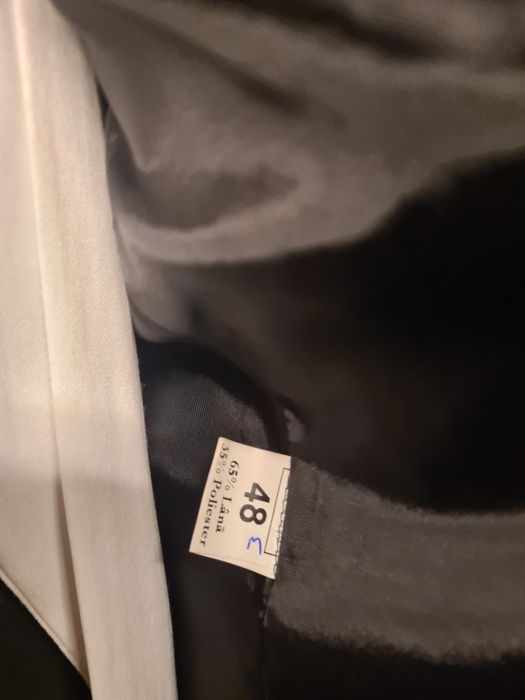 48 M
65% Lână
35% Poliester